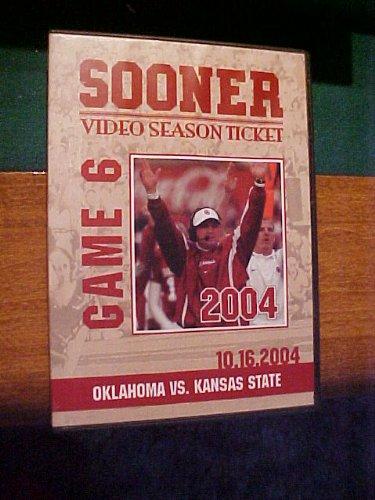 SOONER
VIDEO SEASON TICKET
GAME 6
2004
10.16.2004
OKLAHOMA VS. KANSAS STATE